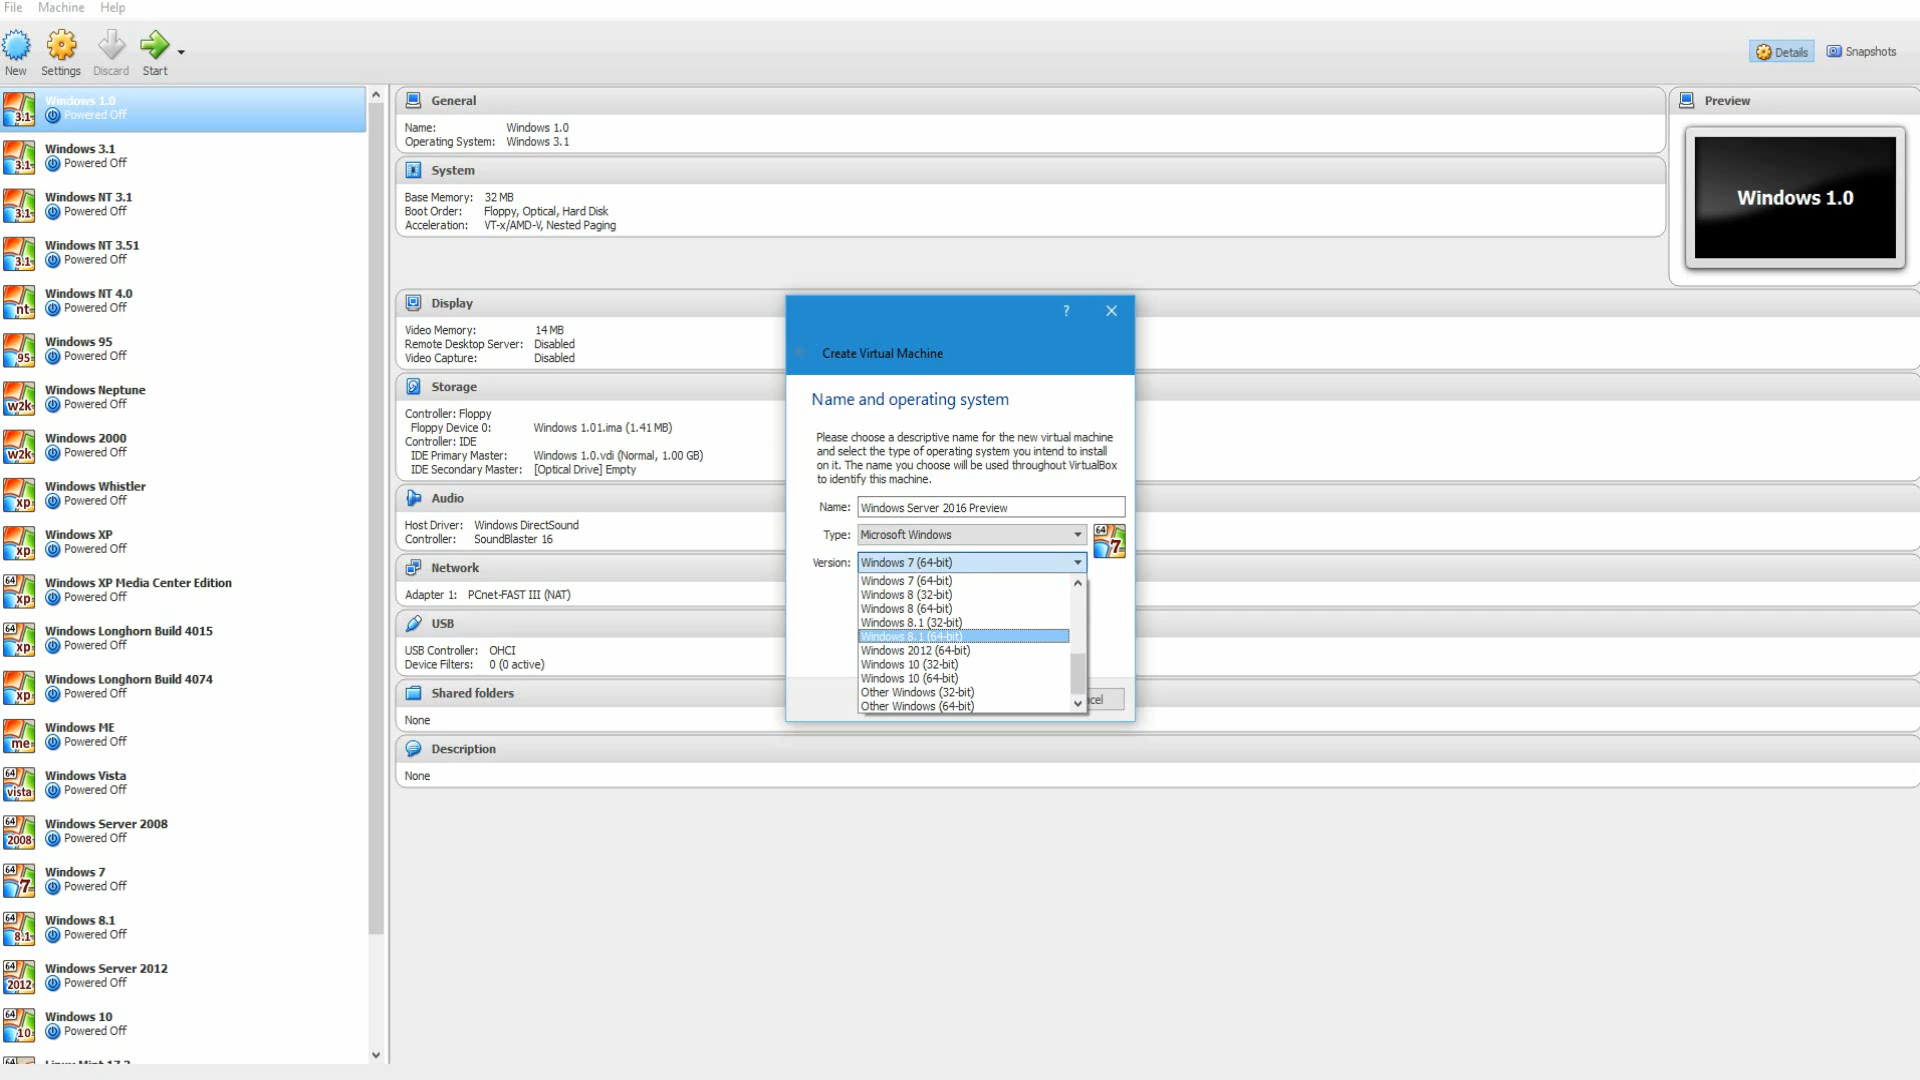 File Machine Help
New Settings Discard Start
Details Snapshots
Windows 1.0
Powered Off
Windows 3.1
Powered Off
Windows NT 3.1
Powered Off
Windows NT 3.51
Powered Off
Windows NT 4.0
Powered Off
Windows 95
Powered Off
Windows Neptune
Powered Off
Windows 2000
Powered Off
Windows Whistler
Powered Off
Windows XP
Powered Off
Windows XP Media Center Edition
Powered Off
Windows Longhorn Build 4015
Powered Off
Windows Longhorn Build 4074
Powered Off
Windows ME
Powered Off
Windows Vista
Powered Off
Windows Server 2008
Powered Off
Windows 7
Powered Off
Windows 8.1
Powered Off
Windows Server 2012
Powered Off
Windows 10
Powered Off
General
Name: Windows 1.0
Operating System: Windows 3.1
System
Base Memory: 32 MB
Boot Order: Floppy, Optical, Hard Disk
Acceleration: VT-x/AMD-V, Nested Paging
Preview
Windows 1.0
Display
Video Memory: 14 MB
Remote Desktop Server: Disabled
Video Capture: Disabled
Storage
Controller: Floppy
Floppy Device 0: Windows 1.01.ima (1.41 MB)
Controller: IDE
IDE Primary Master: Windows 1.0.vdi (Normal, 1.00 GB)
IDE Secondary Master: [Optical Drive] Empty
Audio
Host Driver: Windows DirectSound
Controller: SoundBlaster 16
Network
Adapter 1: PCnet-FAST III (NAT)
USB
USB Controller: OHCI
Device Filters: 0 (0 active)
Shared folders
None
Description
None
Create Virtual Machine
Name and operating system
Please choose a descriptive name for the new virtual machine
and select the type of operating system you intend to install
on it. The name you choose will be used throughout VirtualBox
to identify this machine.
Name: Windows Server 2016 Preview
Type: Microsoft Windows
Version: Windows 7 (64-bit)
Windows 7 (64-bit)
Windows 8 (32-bit)
Windows 8 (64-bit)
Windows 8.1 (32-bit)
Windows 8.1 (64-bit)
Windows 2012 (64-bit)
Windows 10 (32-bit)
Windows 10 (64-bit)
Other Windows (32-bit)
Other Windows (64-bit)